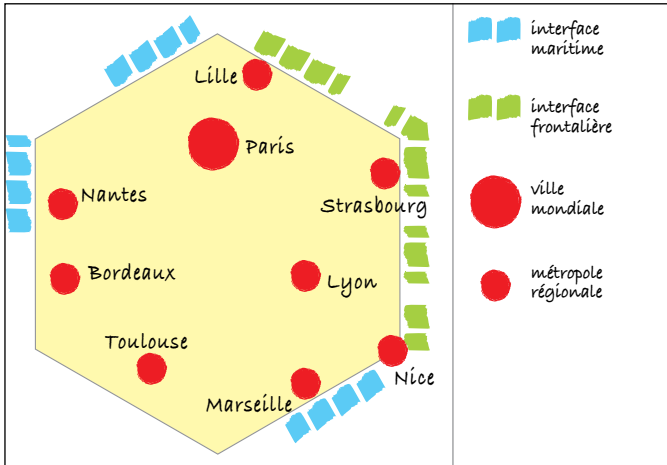 Lille
Paris
Nantes
Strasbourg
Bordeaux
Lyon
Toulouse
Nice
Marseille
interface
maritime
interface
frontalière
ville
mondiale
métropole
régionale